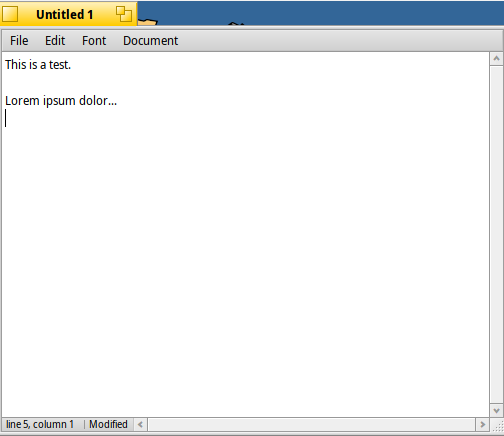 Untitled 1
File Edit Font Document
This is a test.
Lorem ipsum dolor...
line 5, column 1 Modified